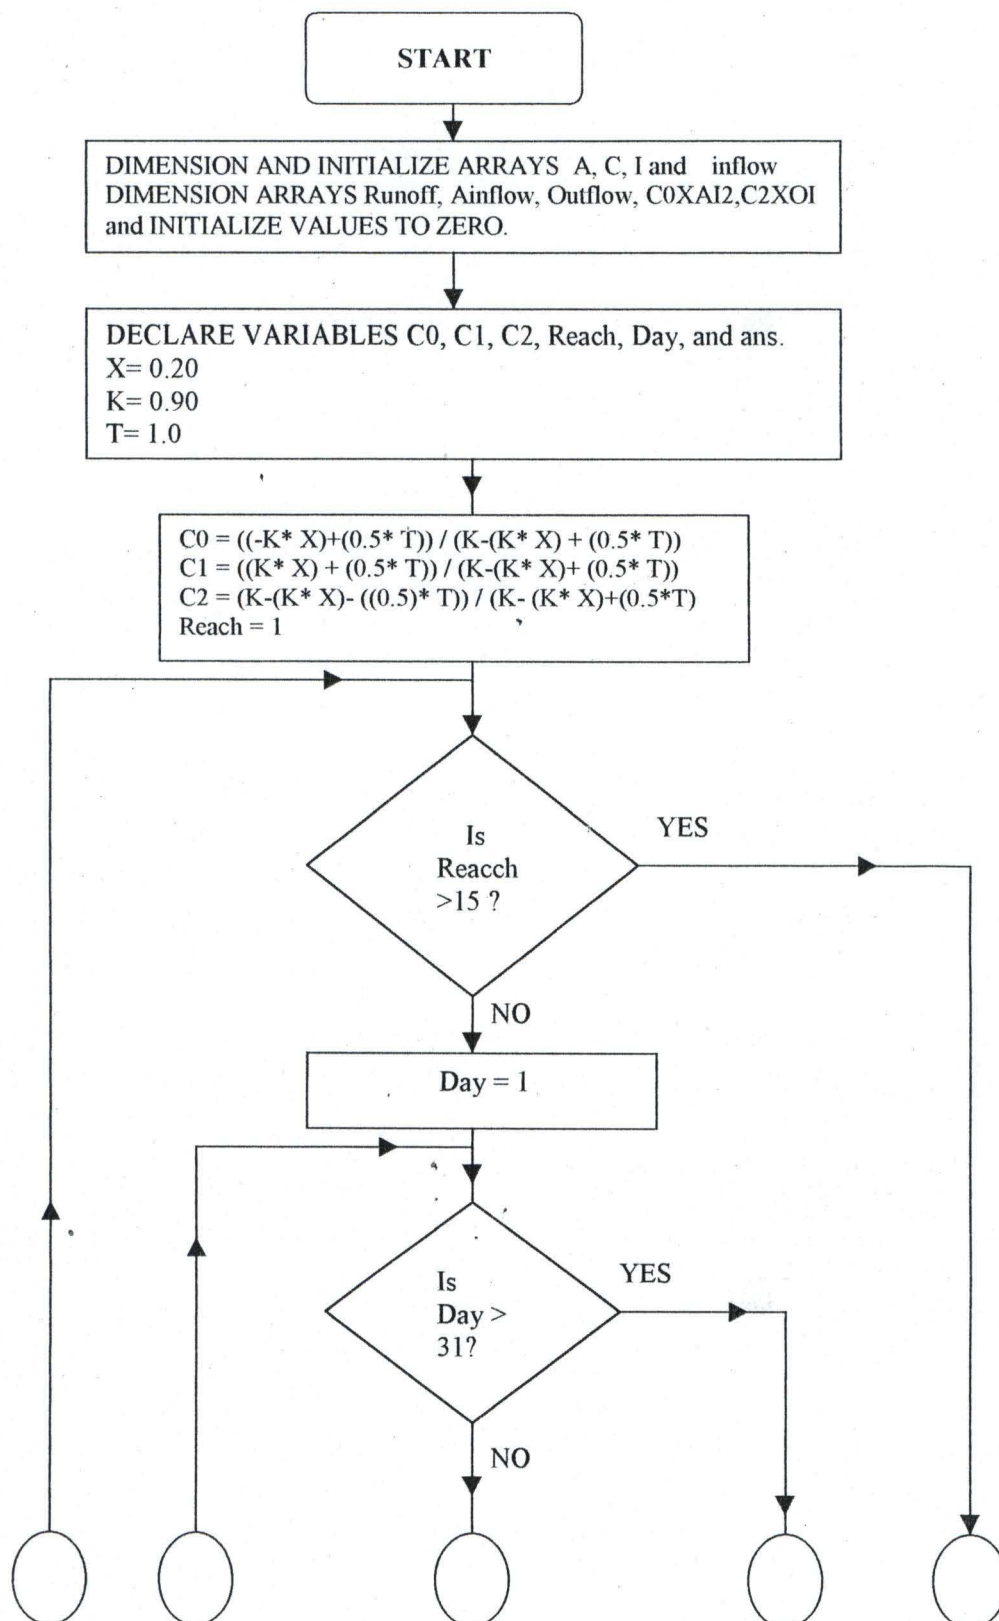 START
DIMENSION AND INITIALIZE ARRAYS A, C, I and inflow
DIMENSION ARRAYS Runoff, Ainflow, Outflow, C0XAI2,C2XOI
and INITIALIZE VALUES TO ZERO.
DECLARE VARIABLES C0, C1, C2, Reach, Day, and ans.
X= 0.20
K= 0.90
T= 1.0
C0 = ((-K* X)+(0.5* T)) / (K-(K* X) + (0.5* T))
C1 = ((K* X) + (0.5* T)) / (K-(K* X)+ (0.5* T))
C2 = (K-(K* X)- ((0.5)* T)) / (K- (K* X)+(0.5*T)
Reach = 1
Is
Reacch
>15 ?
YES
NO
Day = 1
Is
Day >
31?
YES
NO